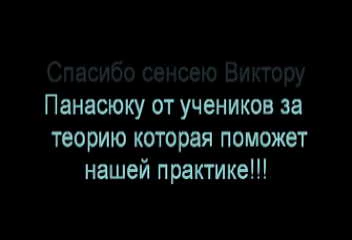 Спасибо сенсею Виктору
Панасюку от учеников за
теорию которая поможет
нашей практике!!!